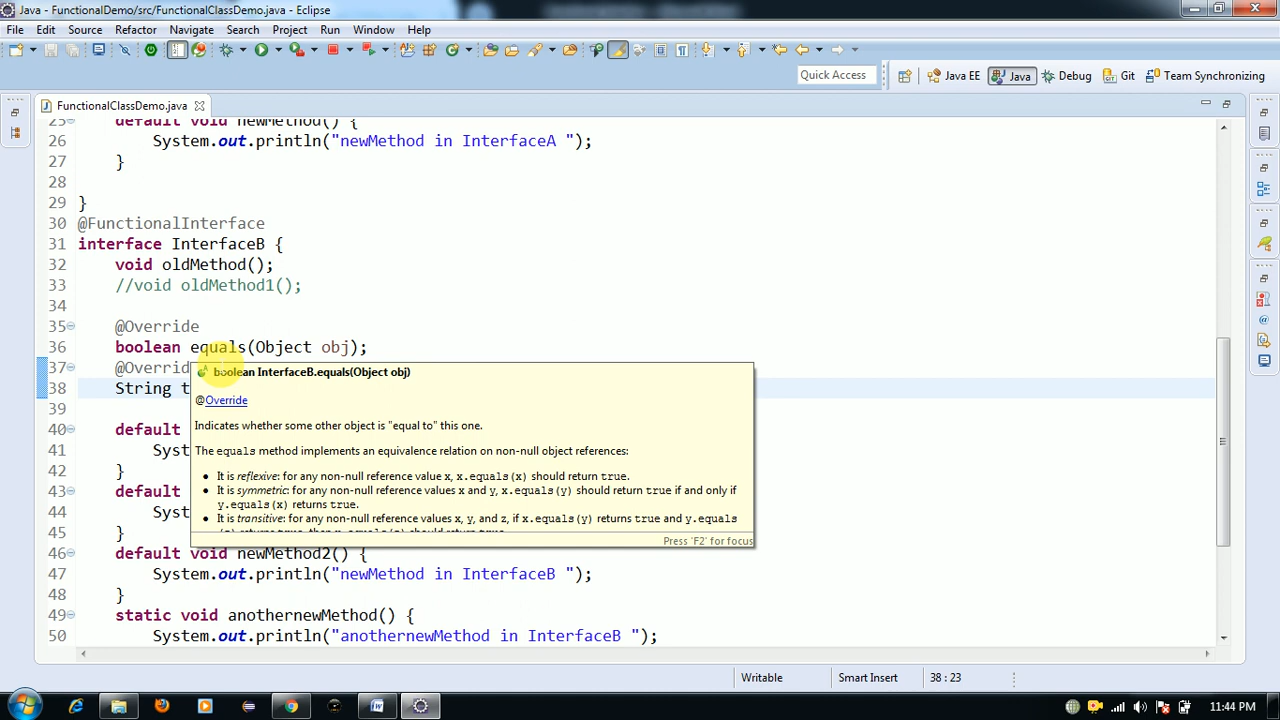 Java - FunctionalDemo/src/FunctionalClassDemo.java - Eclipse
File Edit Source Refactor Navigate Search Project Run Window Help
Quick Access Java EE Java Debug Git Team Synchronizing
FunctionalClassDemo.java
25 default void newMethod() {
26 System.out.println("newMethod in InterfaceA ");
27 }
28
29 }
30 @FunctionalInterface
31 interface InterfaceB {
32 void oldMethod();
33 //void oldMethod1();
34
35 @Override
36 boolean equals(Object obj);
37 @Overrid
38 String t
39
40 default
41 Syst
42 }
43 default
44 Syst
45 }
46 default void newMethod2() {
47 System.out.println("newMethod in InterfaceB ");
48 }
49 static void anothernewMethod() {
50 System.out.println("anothernewMethod in InterfaceB ");
boolean InterfaceB.equals(Object obj)
@Override
Indicates whether some other object is "equal to" this one.
The equals method implements an equivalence relation on non-null object references:
It is reflexive: for any non-null reference value x, x.equals(x) should return true.
It is symmetric: for any non-null reference values x and y, x.equals(y) should return true if and only if
y.equals(x) returns true.
It is transitive: for any non-null reference values x, y, and z, if x.equals(y) returns true and y.equals
Press 'F2' for focus
Writable Smart Insert 38 : 23
11:44 PM